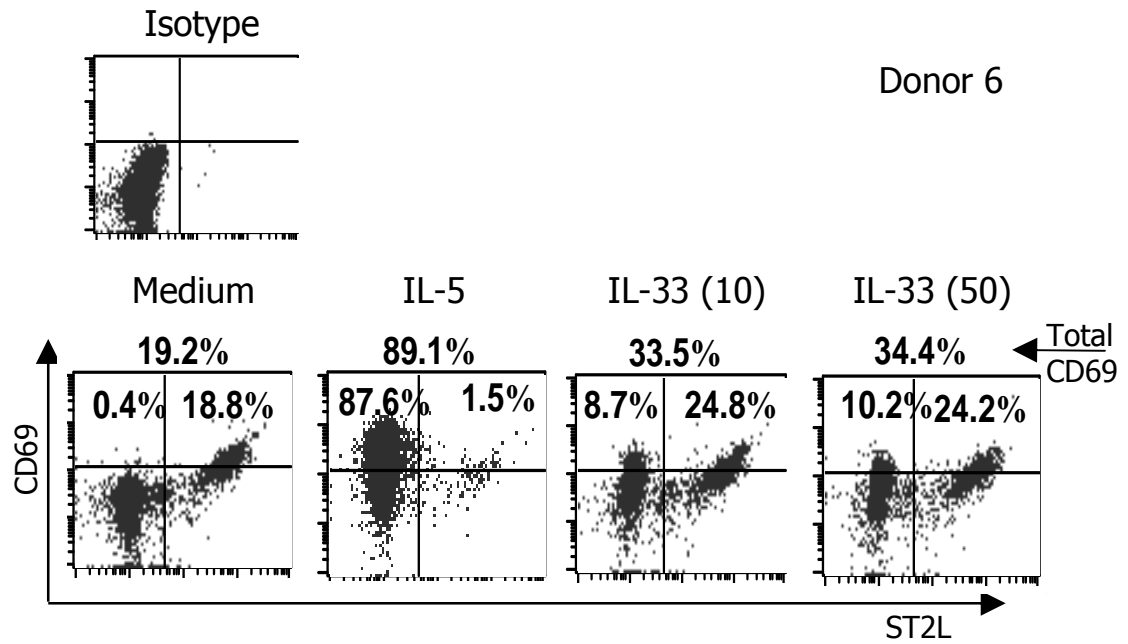 Isotype
Donor 6
Medium IL-5 IL-33 (10) IL-33 (50)
19.2% 89.1% 33.5% 34.4% Total
CD69
0.4% 18.8% 87.6% 1.5% 8.7% 24.8% 10.2% 24.2%
CD69
ST2L